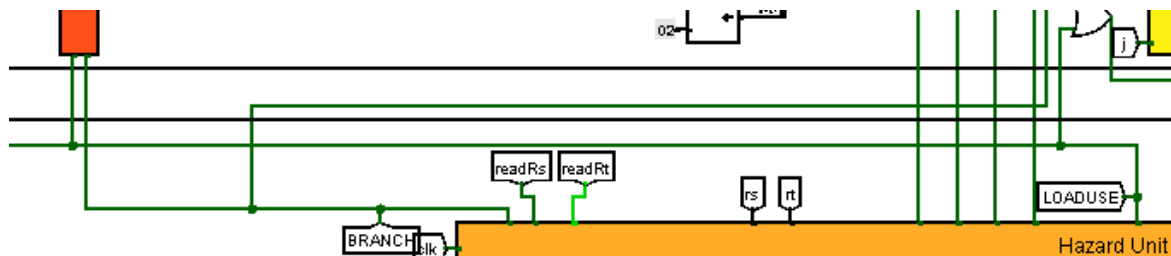 02
j
readRs
readRt
rs
rt
LOADUSE
BRANCH
clk
Hazard Unit